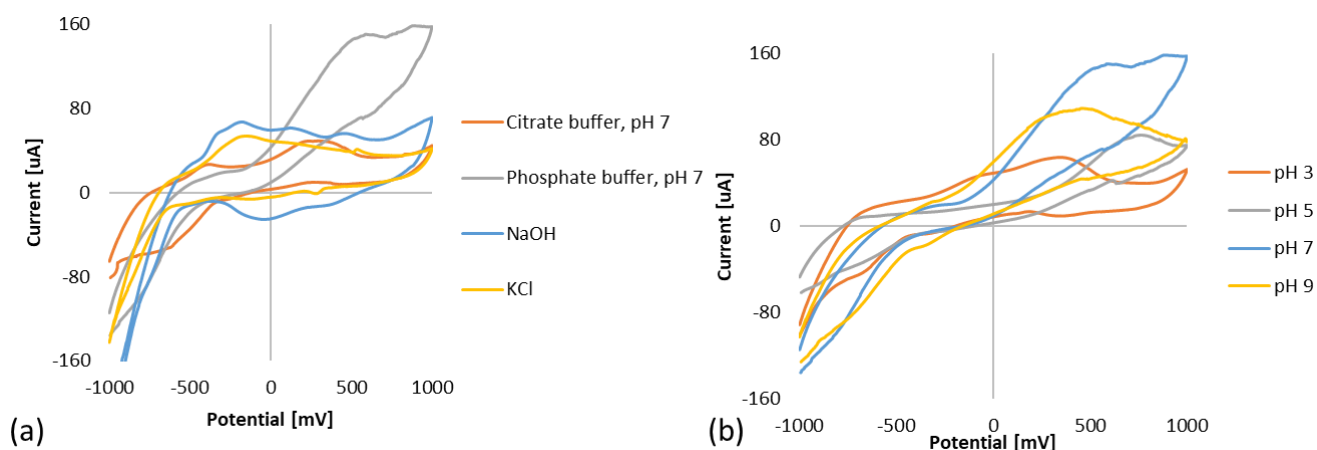 160
80
0
-80
-160
Current [uA]
-1000
-500
0
500
1000
Potential [mV]
Citrate buffer, pH 7
Phosphate buffer, pH 7
NaOH
KCl
(a)
160
80
0
-80
-160
Current [uA]
-1000
-500
0
500
1000
Potential [mV]
pH 3
pH 5
pH 7
pH 9
(b)